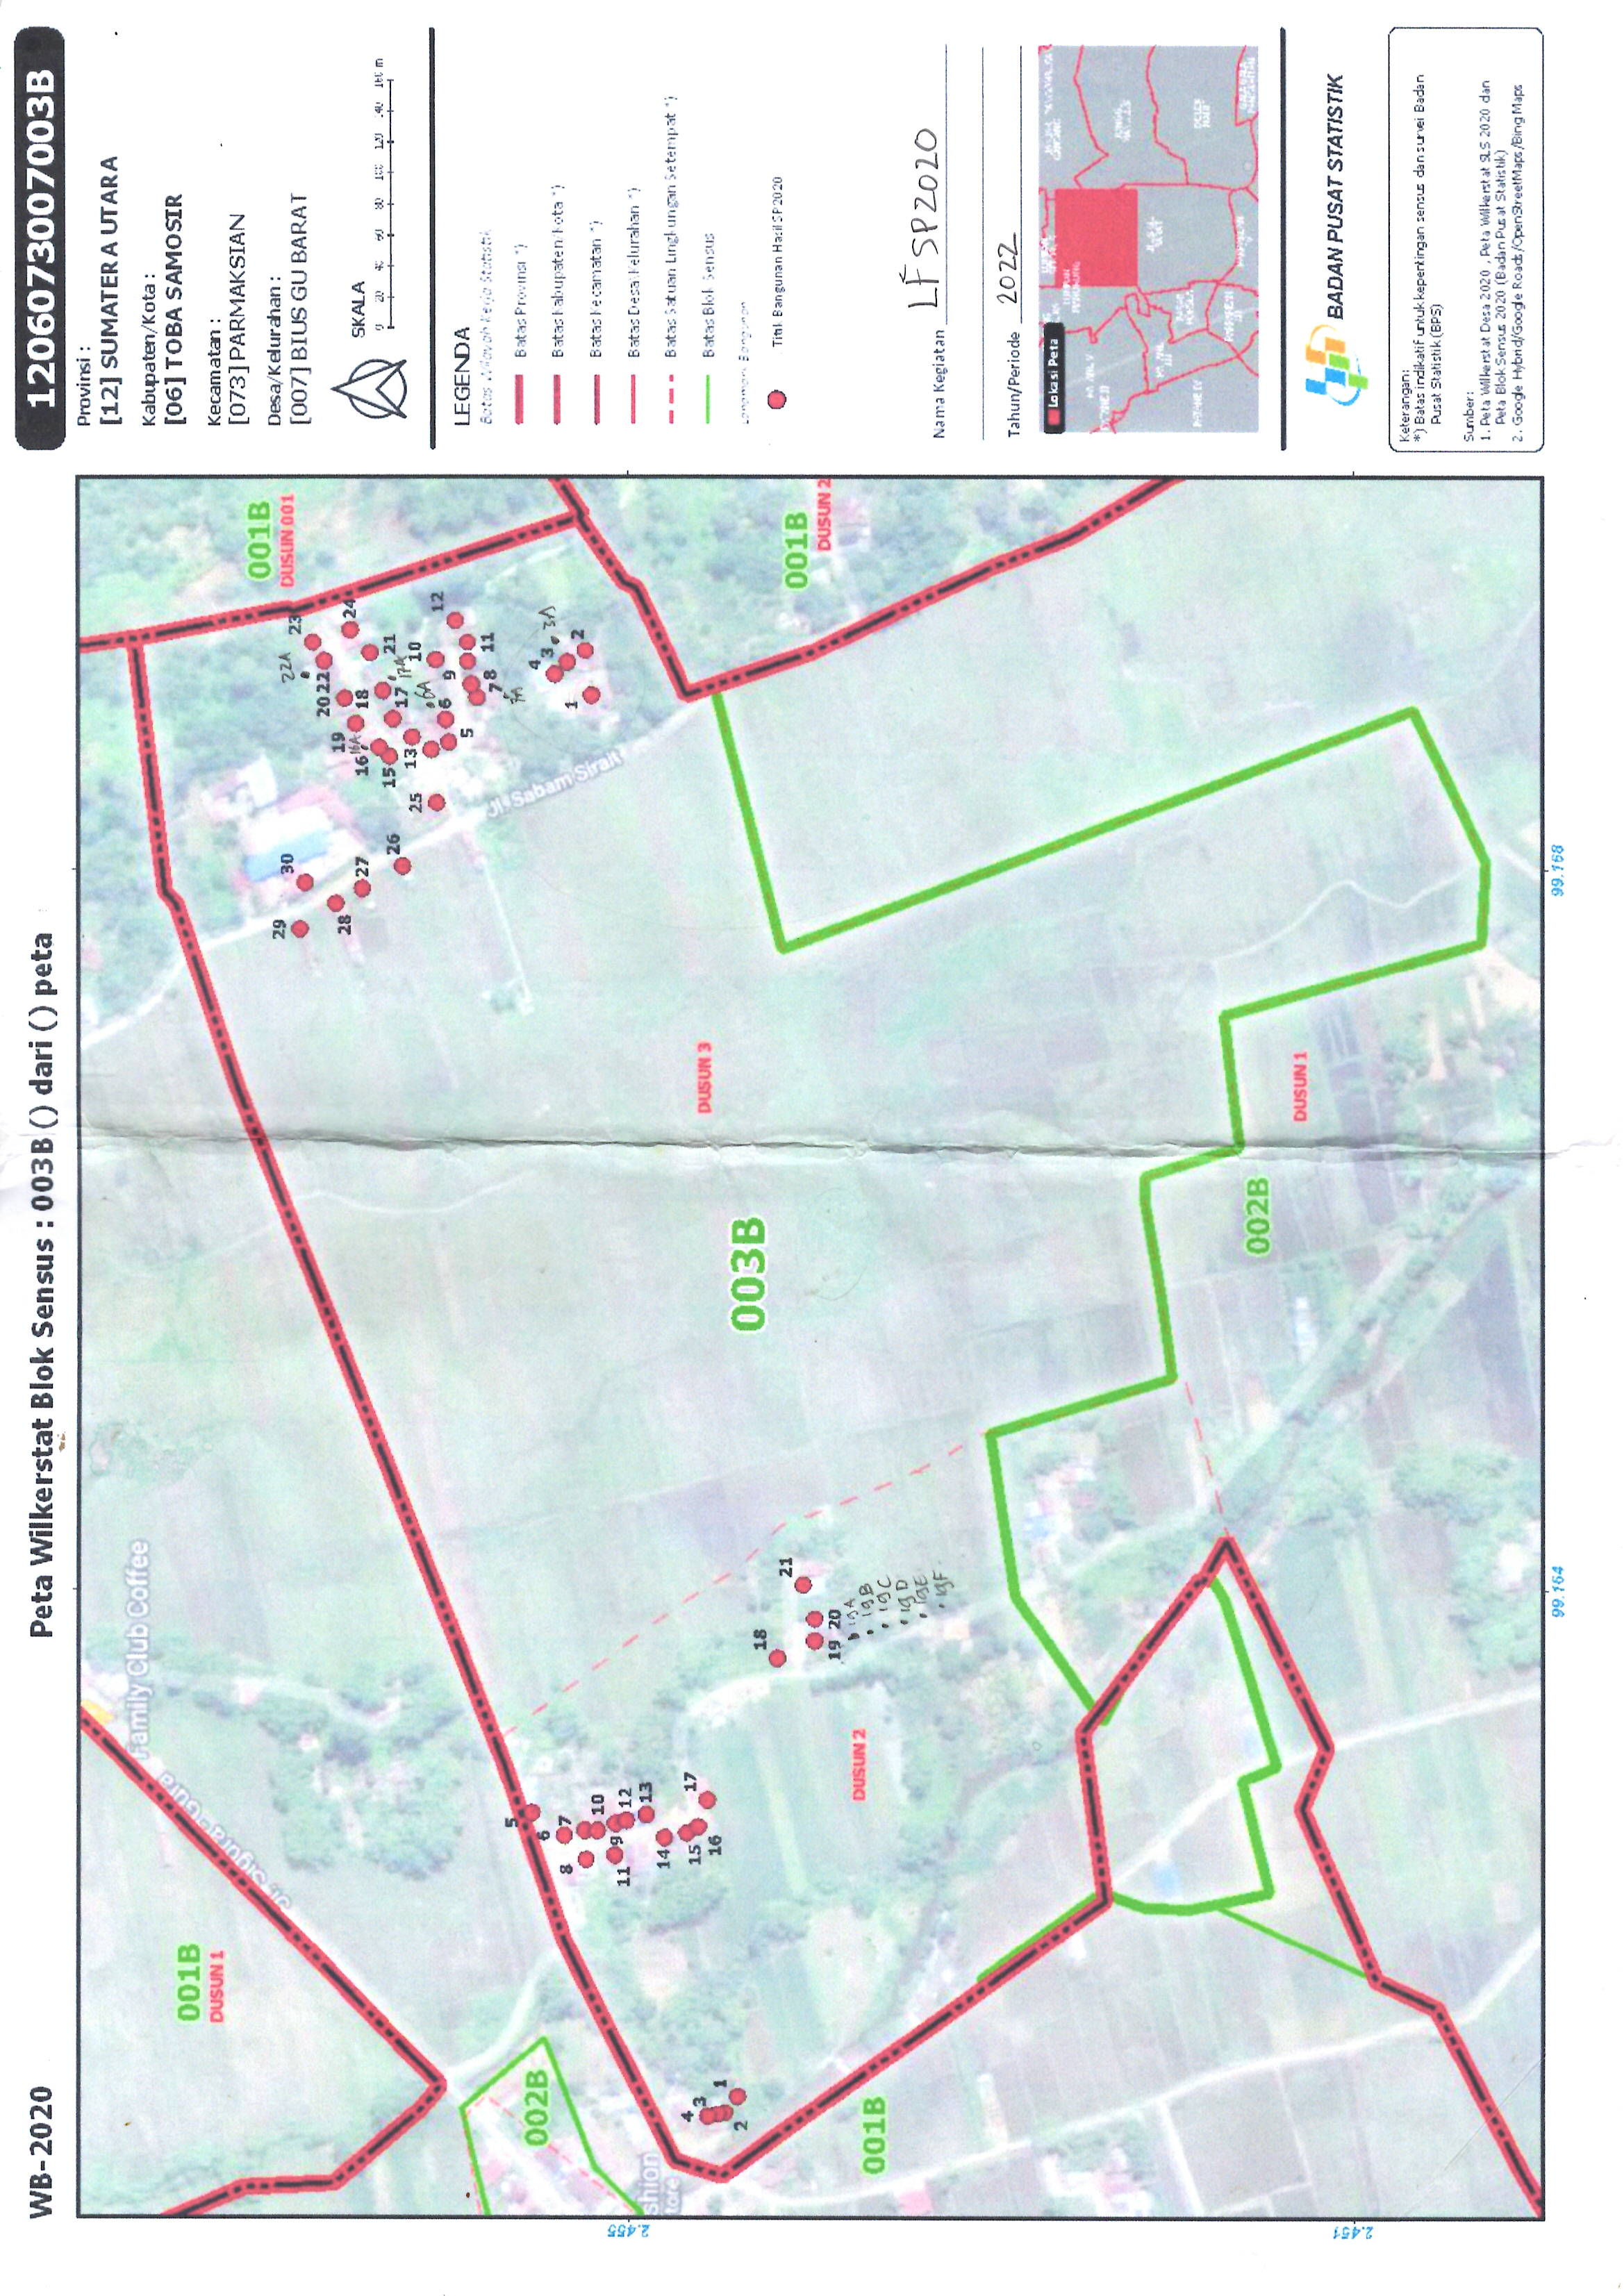 WB-2020
Peta Wilkerstat Blok Sensus : 003B () dari () peta
1206073007003B
Provinsi :
[12] SUMATERA UTARA
Kabupaten/Kota :
[06] TOBA SAMOSIR
Kecamatan :
[073] PARMAKSIAN
Desa/Kelurahan :
[007] BIUS GU BARAT
SKALA
0 20 40 60 80 100 120 140 160 m
LEGENDA
Batas Wilayah Kerja Statistik
Batas Provinsi *)
Batas Kabupaten/Kota *)
Batas Kecamatan *)
Batas Desa/Kelurahan *)
Batas Satuan Lingkungan Setempat *)
Batas Blok Sensus
Landmark Bangunan
Titik Bangunan Hasil SP2020
Nama Kegiatan LF SP2020
Tahun/Periode 2022
Lokasi Peta
BADAN PUSAT STATISTIK
Keterangan:
*) Batas indikatif untuk kepentingan sensus dan survei Badan
Pusat Statistik (BPS)
Sumber:
1. Peta Wilkerstat Desa 2020 , Peta Wilkerstat SLS 2020 dan
Peta Blok Sensus 2020 (Badan Pusat Statistik)
2. Google Hybrid/Google Roads/OpenStreetMaps/Bing Maps
Family Club Coffee
001B
DUSUN 1
Jl. Sigura - Gura
001B
DUSUN 001
22A
29
30
23
20 22
28
19
27
16
16A
18
24
15
26
17
21
17A
13
25
10
6A
12
6
9
5
7
8
11
7A
4
3
3A
1
2
Jl. Sabam Sirait
002B
5
6
8
7
10
11
9
12
13
14
15
17
16
shion
tore
4
3
1
2
DUSUN 3
003B
18
21
19 20
19A
19B
19C
19D
19E
19F
DUSUN 2
001B
001B
DUSUN 2
002B
DUSUN 1
2.455
2.451
99.164
99.168